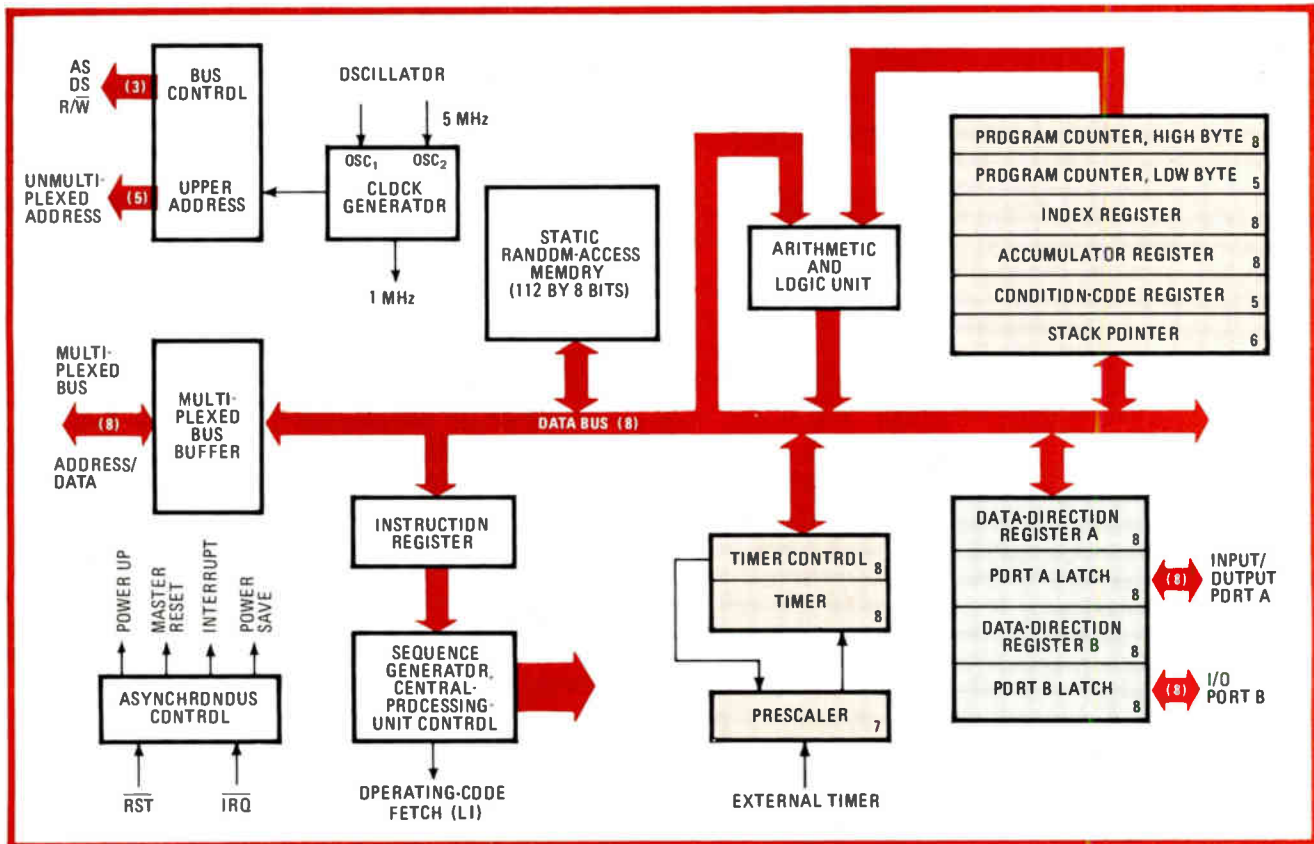 AS
DS
R/W̅
(3)
BUS
CONTROL
UNMULTI-
PLEXED
ADDRESS
(5)
UPPER
ADDRESS
OSCILLATOR
5 MHz
OSC₁ OSC₂
CLOCK
GENERATOR
1 MHz
STATIC
RANDOM-ACCESS
MEMORY
(112 BY 8 BITS)
ARITHMETIC
AND
LOGIC UNIT
PROGRAM COUNTER, HIGH BYTE 8
PROGRAM COUNTER, LOW BYTE 5
INDEX REGISTER 8
ACCUMULATOR REGISTER 8
CONDITION-CODE REGISTER 5
STACK POINTER 6
MULTI-
PLEXED
BUS
(8)
ADDRESS/
DATA
MULTI-
PLEXED
BUS
BUFFER
DATA BUS (8)
INSTRUCTION
REGISTER
SEQUENCE
GENERATOR,
CENTRAL-
PROCESSING-
UNIT CONTROL
OPERATING-CODE
FETCH (LI)
POWER UP
MASTER
RESET
INTERRUPT
POWER
SAVE
ASYNCHRONOUS
CONTROL
R̅S̅T̅
I̅R̅Q̅
TIMER CONTROL 8
TIMER 8
PRESCALER 7
EXTERNAL TIMER
DATA-DIRECTION
REGISTER A 8
PORT A LATCH 8
DATA-DIRECTION
REGISTER B 8
PORT B LATCH 8
(8)
INPUT/
OUTPUT
PORT A
(8)
I/O
PORT B